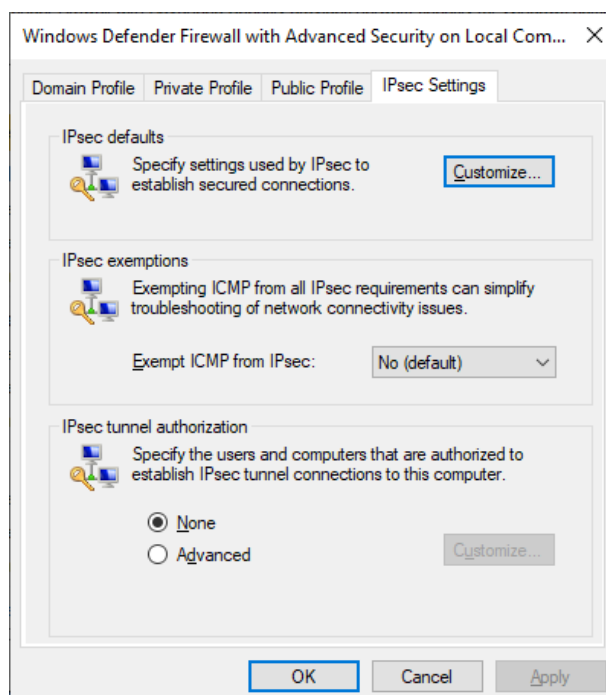 Windows Defender Firewall with Advanced Security on Local Com...
Domain Profile Private Profile Public Profile IPsec Settings
IPsec defaults
Specify settings used by IPsec to
establish secured connections.
Customize...
IPsec exemptions
Exempting ICMP from all IPsec requirements can simplify
troubleshooting of network connectivity issues.
Exempt ICMP from IPsec: No (default)
IPsec tunnel authorization
Specify the users and computers that are authorized to
establish IPsec tunnel connections to this computer.
None
Advanced Customize...
OK Cancel Apply